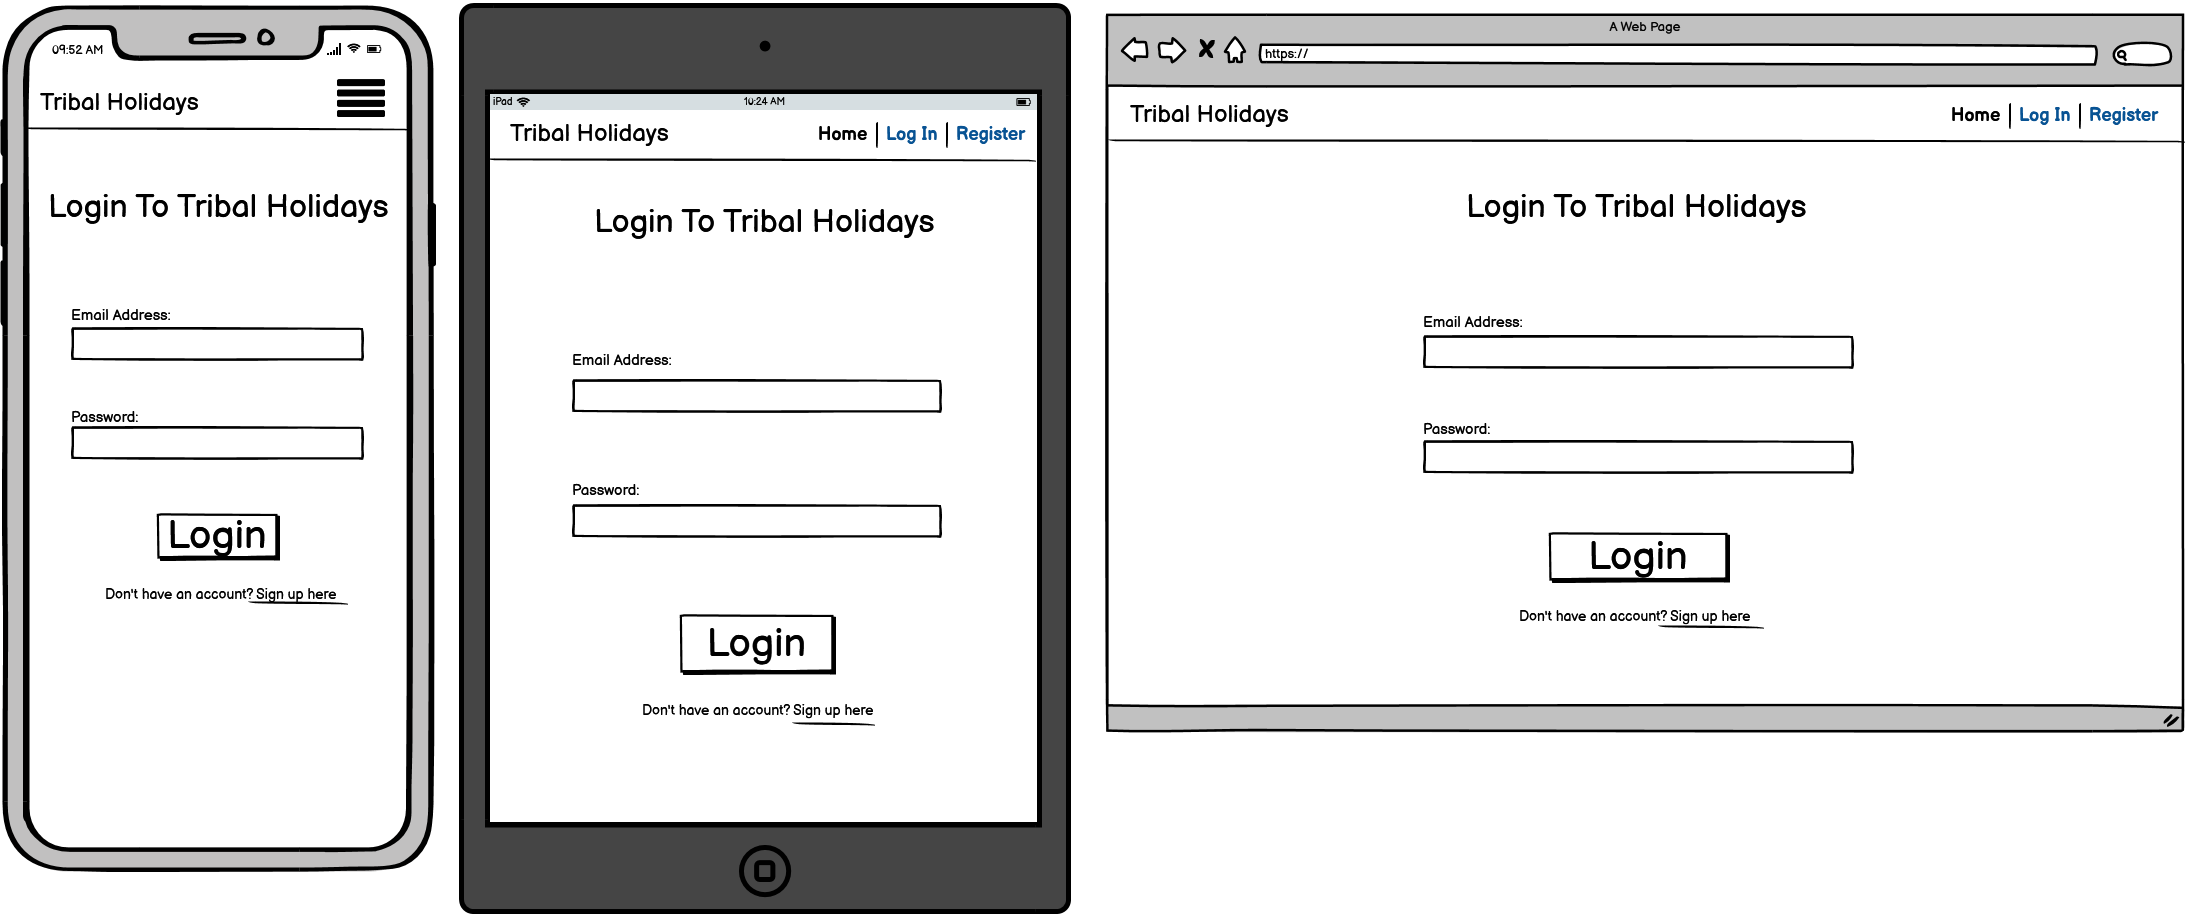 09:52 AM
Tribal Holidays
Login To Tribal Holidays
Email Address:
Password:
Login
Don't have an account? Sign up here
iPad
10:24 AM
Tribal Holidays
Home Log In Register
Login To Tribal Holidays
Email Address:
Password:
Login
Don't have an account? Sign up here
A Web Page
https://
Tribal Holidays
Home Log In Register
Login To Tribal Holidays
Email Address:
Password:
Login
Don't have an account? Sign up here